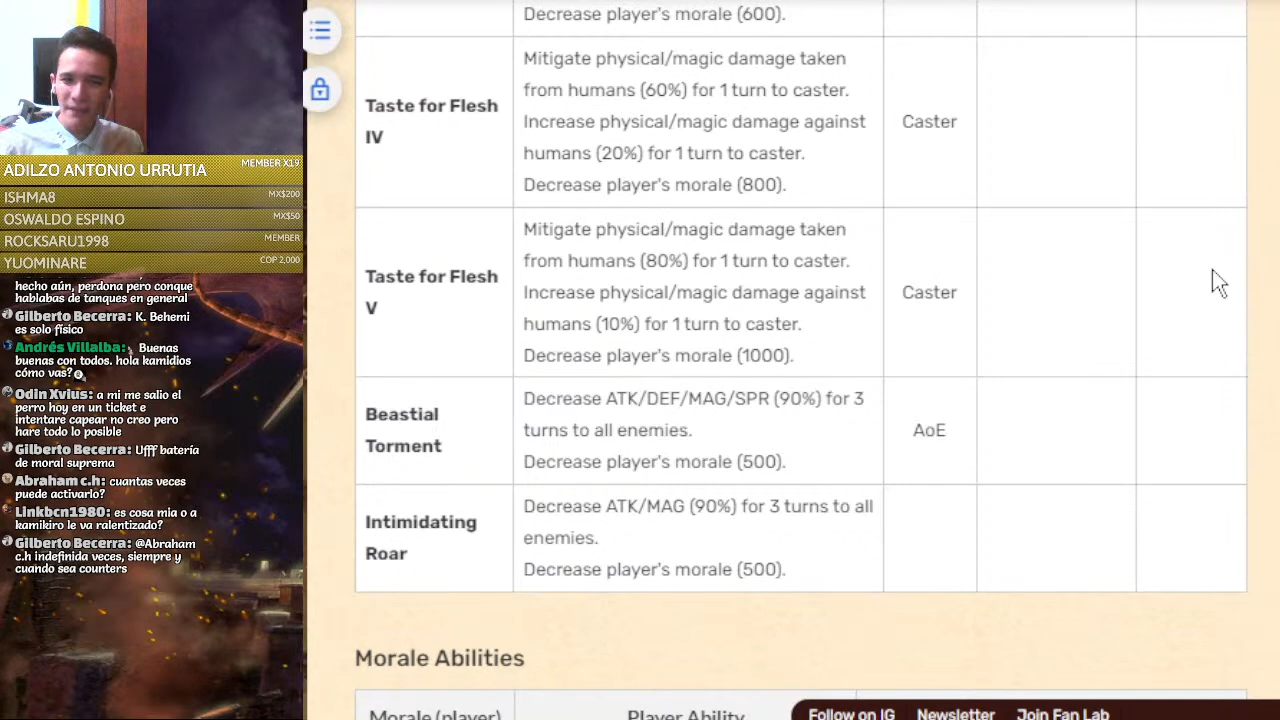 ADILZO ANTONIO URRUTIA MEMBER X19
ISHMA8 MX$200
OSWALDO ESPINO MX$50
ROCKSARU1998 MEMBER
YUOMINARE COP 2,000
hecho aún, perdona pero conque
hablabas de tanques en general
Gilberto Becerra: K. Behemi
es solo físico
Andrés Villalba: Buenas
buenas con todos. hola kamidios
cómo vas?
Odin Xvius: a mi me salio el
perro hoy en un ticket e
intentare capear no creo pero
hare todo lo posible
Gilberto Becerra: Ufff batería
de moral suprema
Abraham c.h: cuantas veces
puede activarlo?
Linkbcn1980: es cosa mia o a
kamikiro le va ralentizado?
Gilberto Becerra: @Abraham
c.h indefinida veces, siempre y
cuando sea counters
Decrease player's morale (600).
Taste for Flesh
IV
Mitigate physical/magic damage taken
from humans (60%) for 1 turn to caster.
Increase physical/magic damage against
humans (20%) for 1 turn to caster.
Decrease player's morale (800).
Caster
Taste for Flesh
V
Mitigate physical/magic damage taken
from humans (80%) for 1 turn to caster.
Increase physical/magic damage against
humans (10%) for 1 turn to caster.
Decrease player's morale (1000).
Caster
Beastial
Torment
Decrease ATK/DEF/MAG/SPR (90%) for 3
turns to all enemies.
Decrease player's morale (500).
AoE
Intimidating
Roar
Decrease ATK/MAG (90%) for 3 turns to all
enemies.
Decrease player's morale (500).
Morale Abilities
Morale (player) Player Ability
Follow on IG Newsletter Join Fan Lab